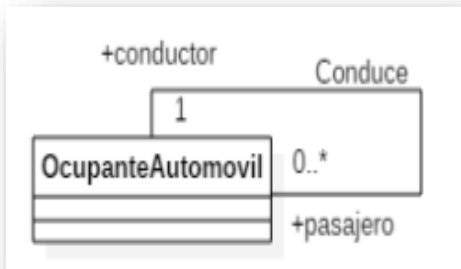 +conductor
Conduce
1
OcupanteAutomovil
0..*
+pasajero